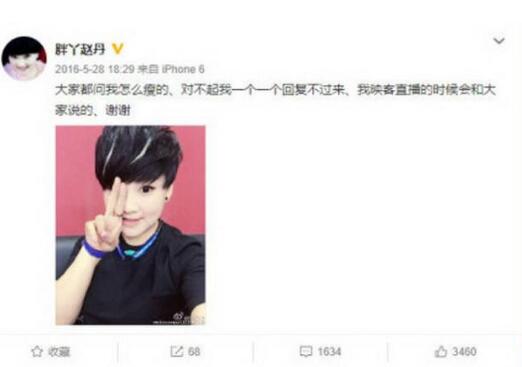 胖丫赵丹
2016-5-28 18:29 来自 iPhone 6
大家都问我怎么瘦的、对不起我一个一个回复不过来、我映客直播的时候会和大
家说的、谢谢
收藏
68
1634
3460